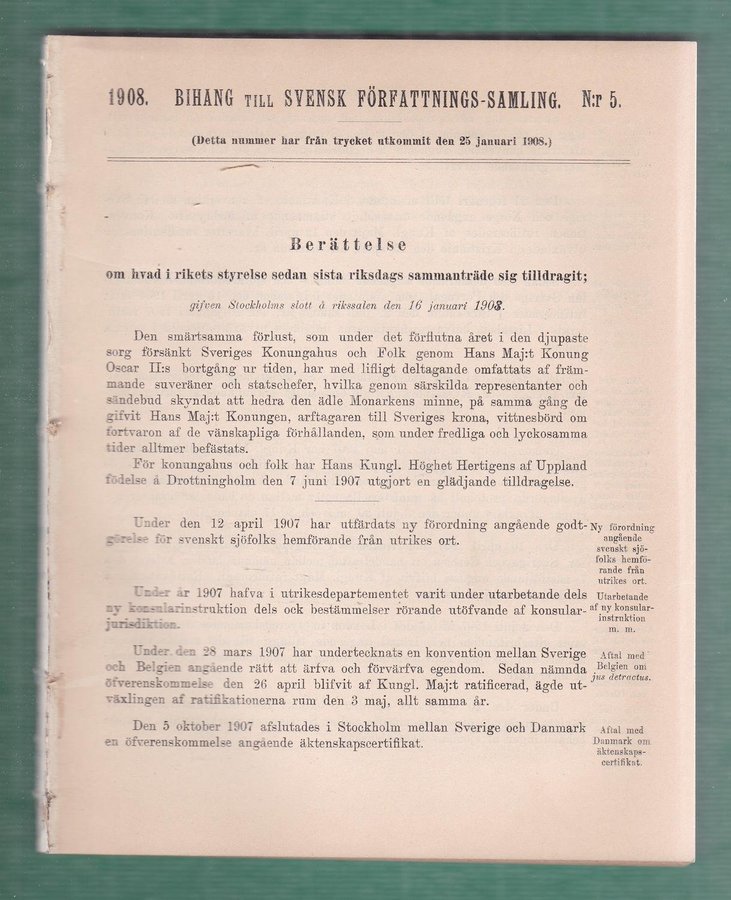 1908. BIHANG TILL SVENSK FÖRFATTNINGS-SAMLING. N:r 5.
(Detta nummer har från trycket utkommit den 25 januari 1908.)
Berättelse
om hvad i rikets styrelse sedan sista riksdags sammanträde sig tilldragit;
gifven Stockholms slott å rikssalen den 16 januari 1908.
Den smärtsamma förlust, som under det förflutna året i den djupaste
sorg försänkt Sveriges Konungahus och Folk genom Hans Maj:t Konung
Oscar II:s bortgång ur tiden, har med lifligt deltagande omfattats af främ-
mande suveräner och statschefer, hvilka genom särskilda representanter och
sändebud skyndat att hedra den ädle Monarkens minne, på samma gång de
gifvit Hans Maj:t Konungen, arftagaren till Sveriges krona, vittnesbörd om
fortvaron af de vänskapliga förhållanden, som under fredliga och lyckosamma
tider alltmer befästats.
För konungahus och folk har Hans Kungl. Höghet Hertigens af Uppland
födelse å Drottningholm den 7 juni 1907 utgjort en glädjande tilldragelse.
Under den 12 april 1907 har utfärdats ny förordning angående godt-
görelse för svenskt sjöfolks hemförande från utrikes ort.
Ny förordning
angående
svenskt sjö-
folks hemfö-
rande från
utrikes ort.
Under år 1907 hafva i utrikesdepartementet varit under utarbetande dels
ny konsularinstruktion dels ock bestämmelser rörande utöfvande af konsular-
jurisdiktion.
Utarbetande
af ny konsular-
instruktion
m. m.
Under den 28 mars 1907 har undertecknats en konvention mellan Sverige
och Belgien angående rätt att ärfva och förvärfva egendom. Sedan nämnda
öfverenskommelse den 26 april blifvit af Kungl. Maj:t ratificerad, ägde ut-
växlingen af ratifikationerna rum den 3 maj, allt samma år.
Aftal med
Belgien om
jus detractus.
Den 5 oktober 1907 afslutades i Stockholm mellan Sverige och Danmark
en öfverenskommelse angående äktenskapscertifikat.
Aftal med
Danmark om
äktenskaps-
certifikat.